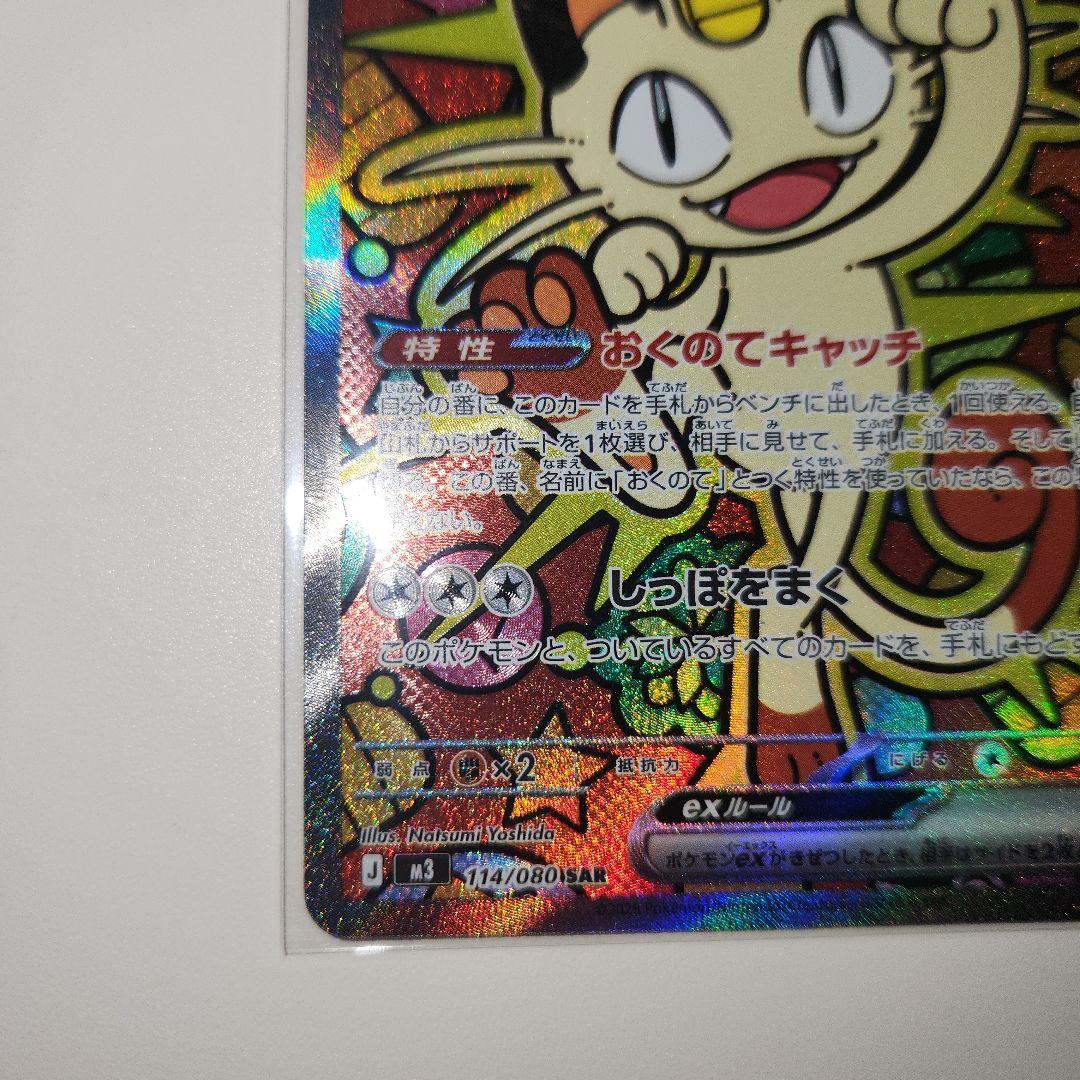 特性 おくのてキャッチ
自分の番に、このカードを手札からベンチに出したとき、1回使える。自
山札からサポートを1枚選び、相手に見せて、手札に加える。そして
この番、名前に「おくのて」とつく特性を使っていたなら、この
ない。
しっぽをまく
このポケモンと、ついているすべてのカードを、手札にもどす
弱点 ×2 抵抗力 にげる
exルール
ポケモンexがきぜつしたとき、相手はサイドを2枚
Illus. Natsumi Yoshida
J M3 114/080 SAR
©2026 Pokémon